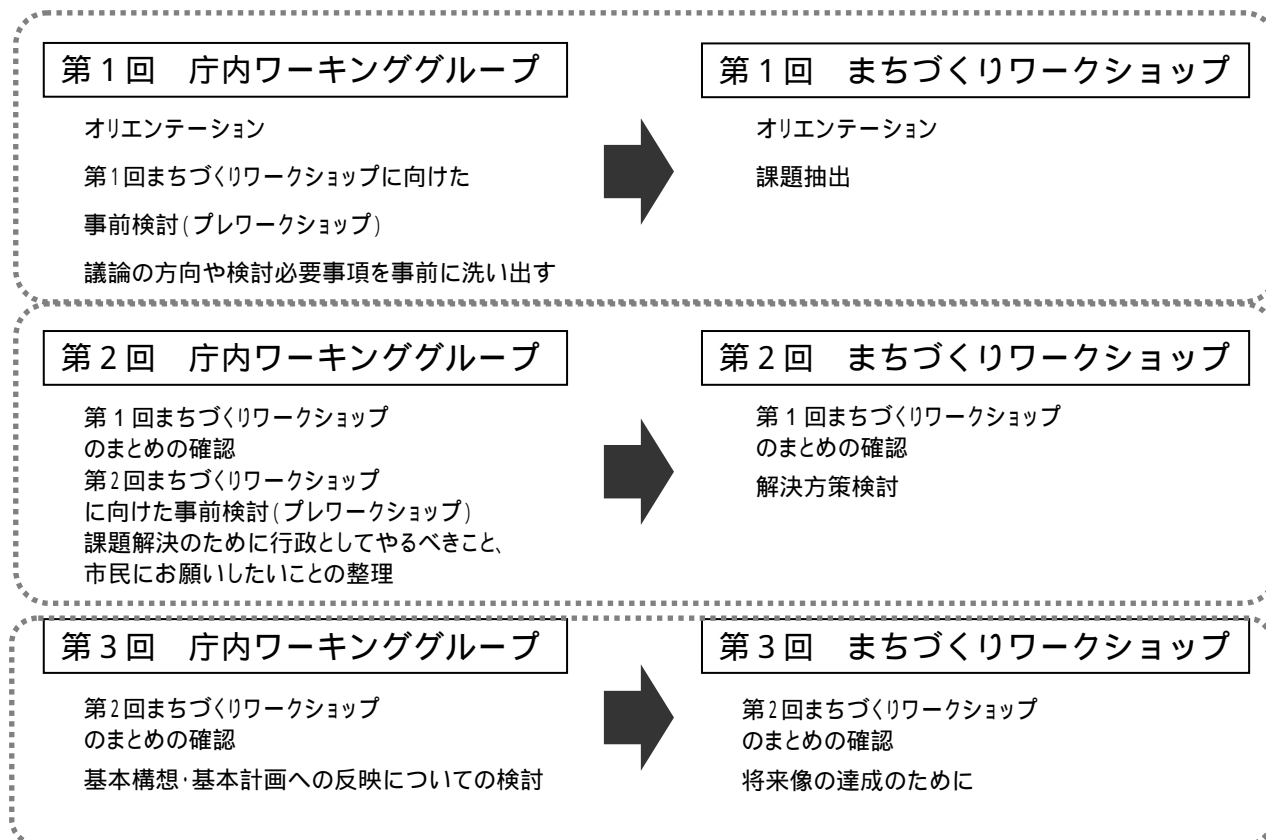 第１回　庁内ワーキンググループ
オリエンテーション
第1回まちづくりワークショップに向けた
事前検討(プレワークショップ)
議論の方向や検討必要事項を事前に洗い出す
第１回　まちづくりワークショップ
オリエンテーション
課題抽出
第２回　庁内ワーキンググループ
第１回まちづくりワークショップ
のまとめの確認
第2回まちづくりワークショップ
に向けた事前検討(プレワークショップ)
課題解決のために行政としてやるべきこと、
市民にお願いしたいことの整理
第２回　まちづくりワークショップ
第１回まちづくりワークショップ
のまとめの確認
解決方策検討
第３回　庁内ワーキンググループ
第2回まちづくりワークショップ
のまとめの確認
基本構想･基本計画への反映についての検討
第３回　まちづくりワークショップ
第2回まちづくりワークショップ
のまとめの確認
将来像の達成のために